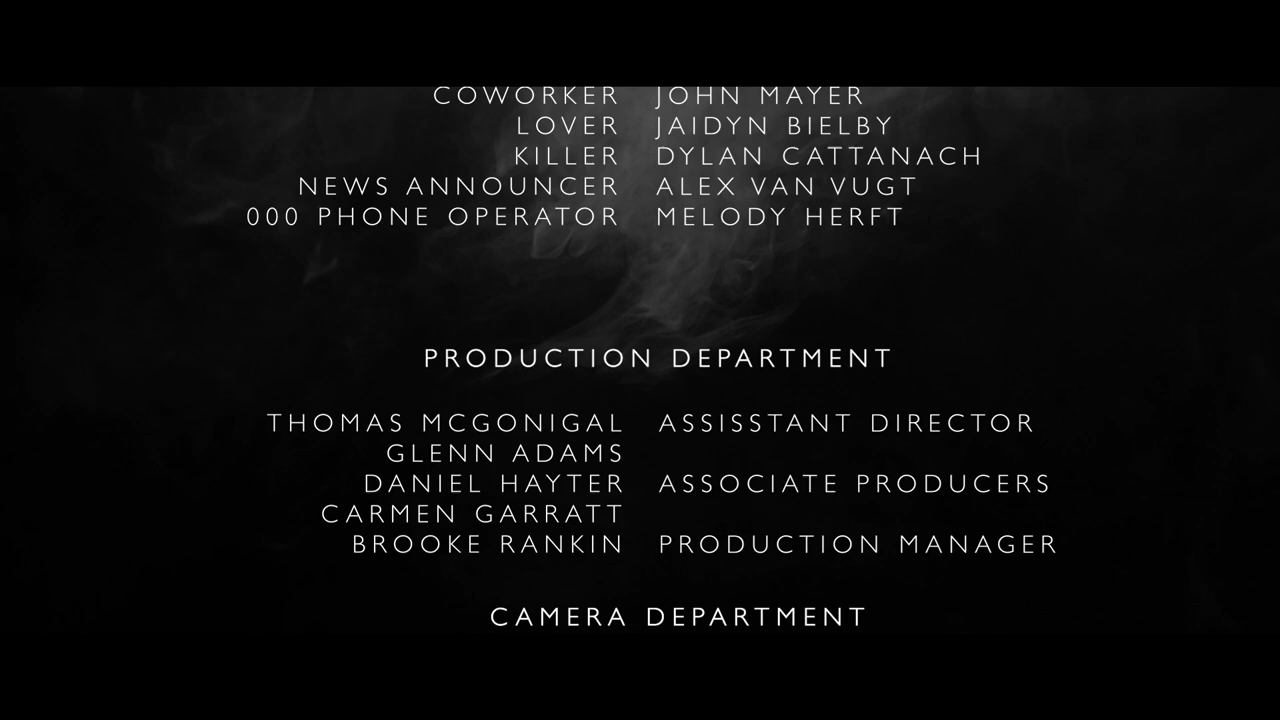 COWORKER JOHN MAYER
LOVER JAIDYN BIELBY
KILLER DYLAN CATTANACH
NEWS ANNOUNCER ALEX VAN VUGT
000 PHONE OPERATOR MELODY HERFT
PRODUCTION DEPARTMENT
THOMAS MCGONIGAL ASSISSTANT DIRECTOR
GLENN ADAMS
DANIEL HAYTER ASSOCIATE PRODUCERS
CARMEN GARRATT
BROOKE RANKIN PRODUCTION MANAGER
CAMERA DEPARTMENT